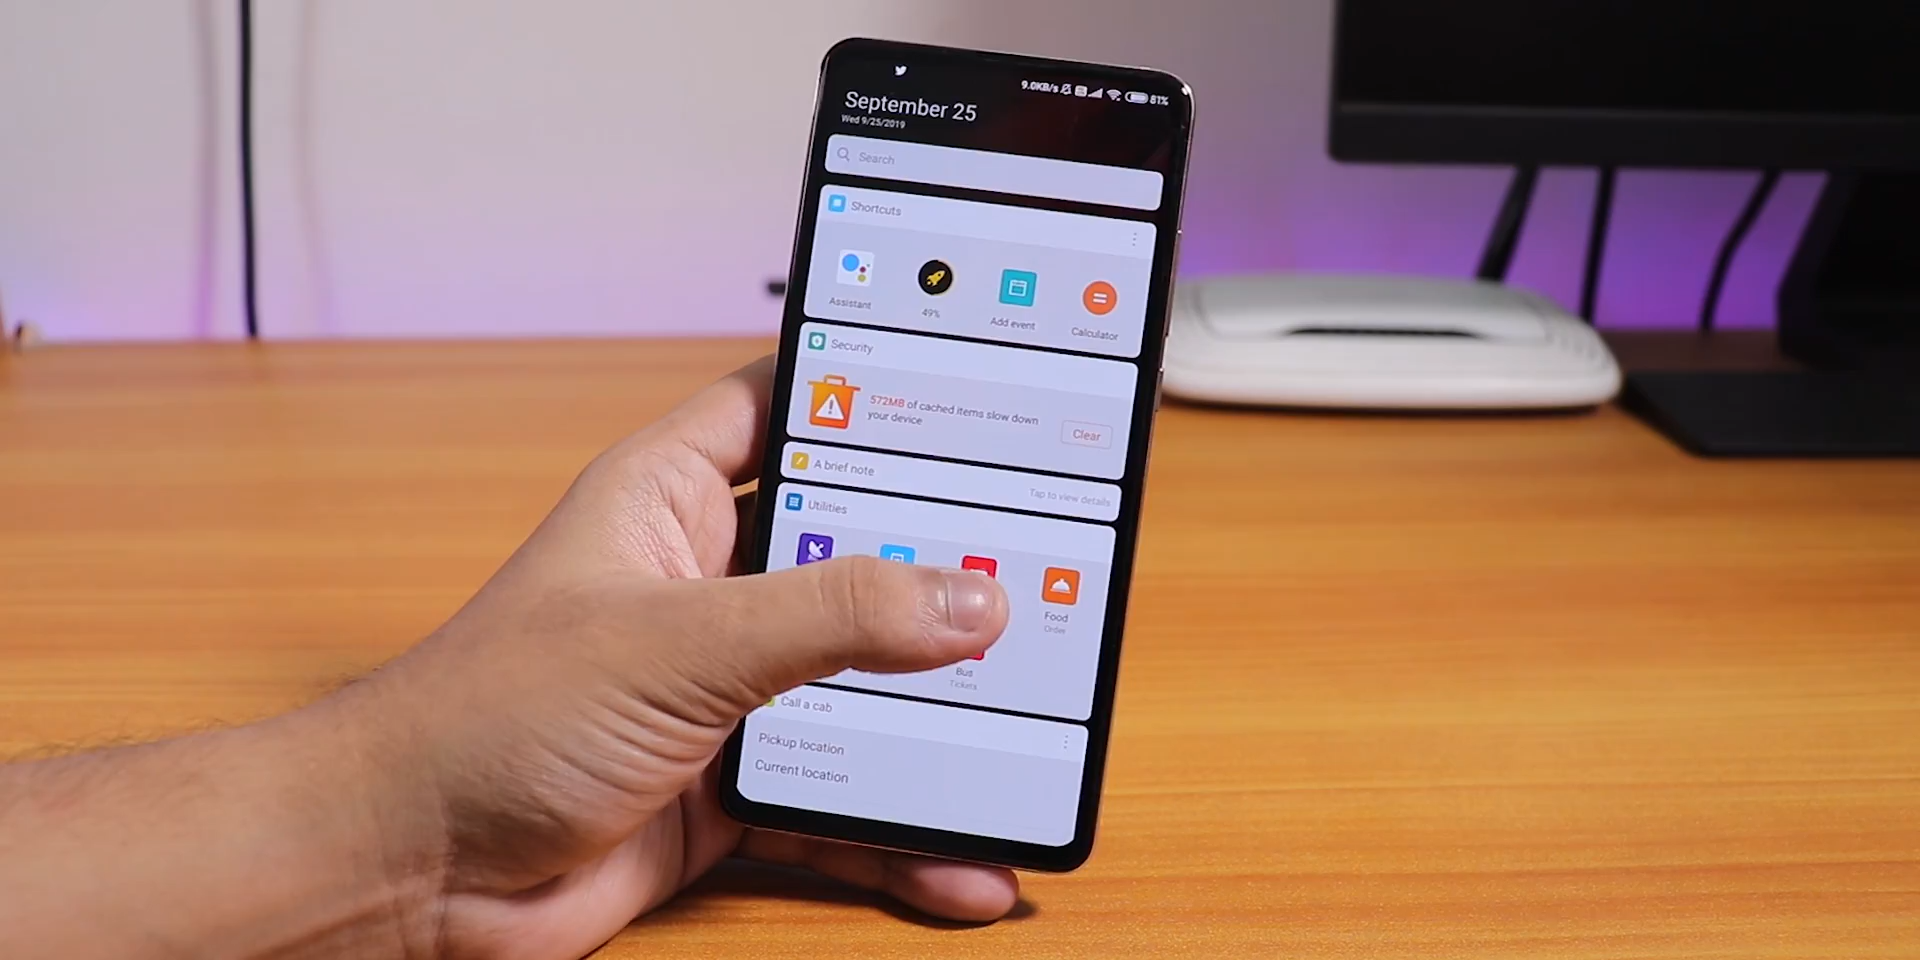 9.0KB/s 81%
September 25
Wed 9/25/2019
Search
Shortcuts
Assistant
49%
Add event
Calculator
Security
572MB of cached items slow down
your device
Clear
A brief note
Tap to view details
Utilities
Food
Order
Bus
Tickets
Call a cab
Pickup location
Current location